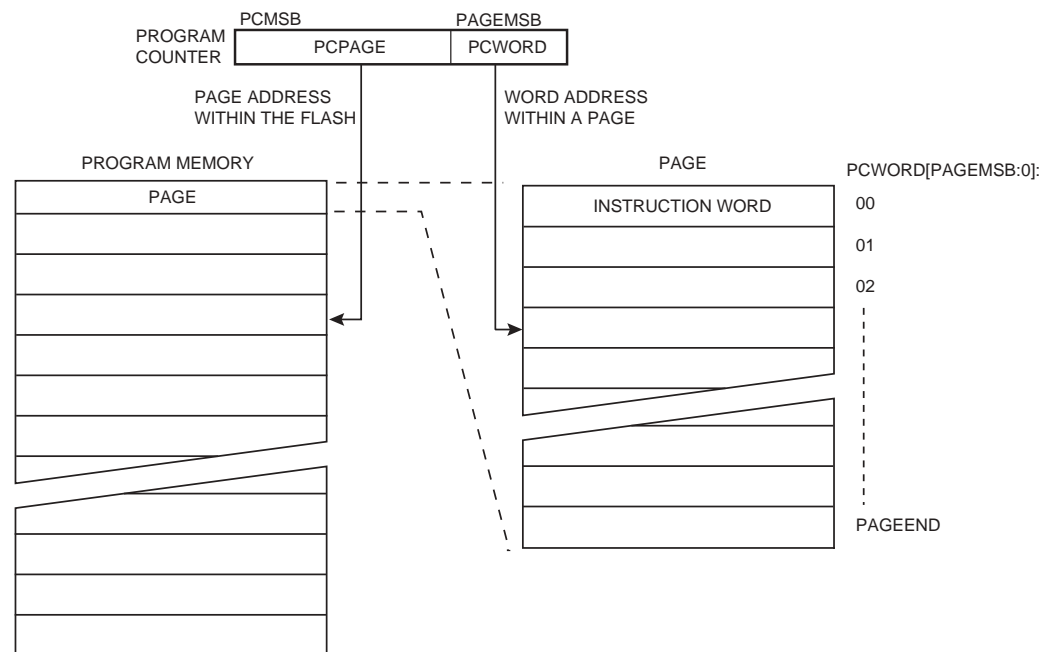 PCMSB
PAGEMSB
PROGRAM
COUNTER
PCPAGE
PCWORD
PAGE ADDRESS
WITHIN THE FLASH
WORD ADDRESS
WITHIN A PAGE
PROGRAM MEMORY
PAGE
PAGE
INSTRUCTION WORD
PCWORD[PAGEMSB:0]:
00
01
02
PAGEEND